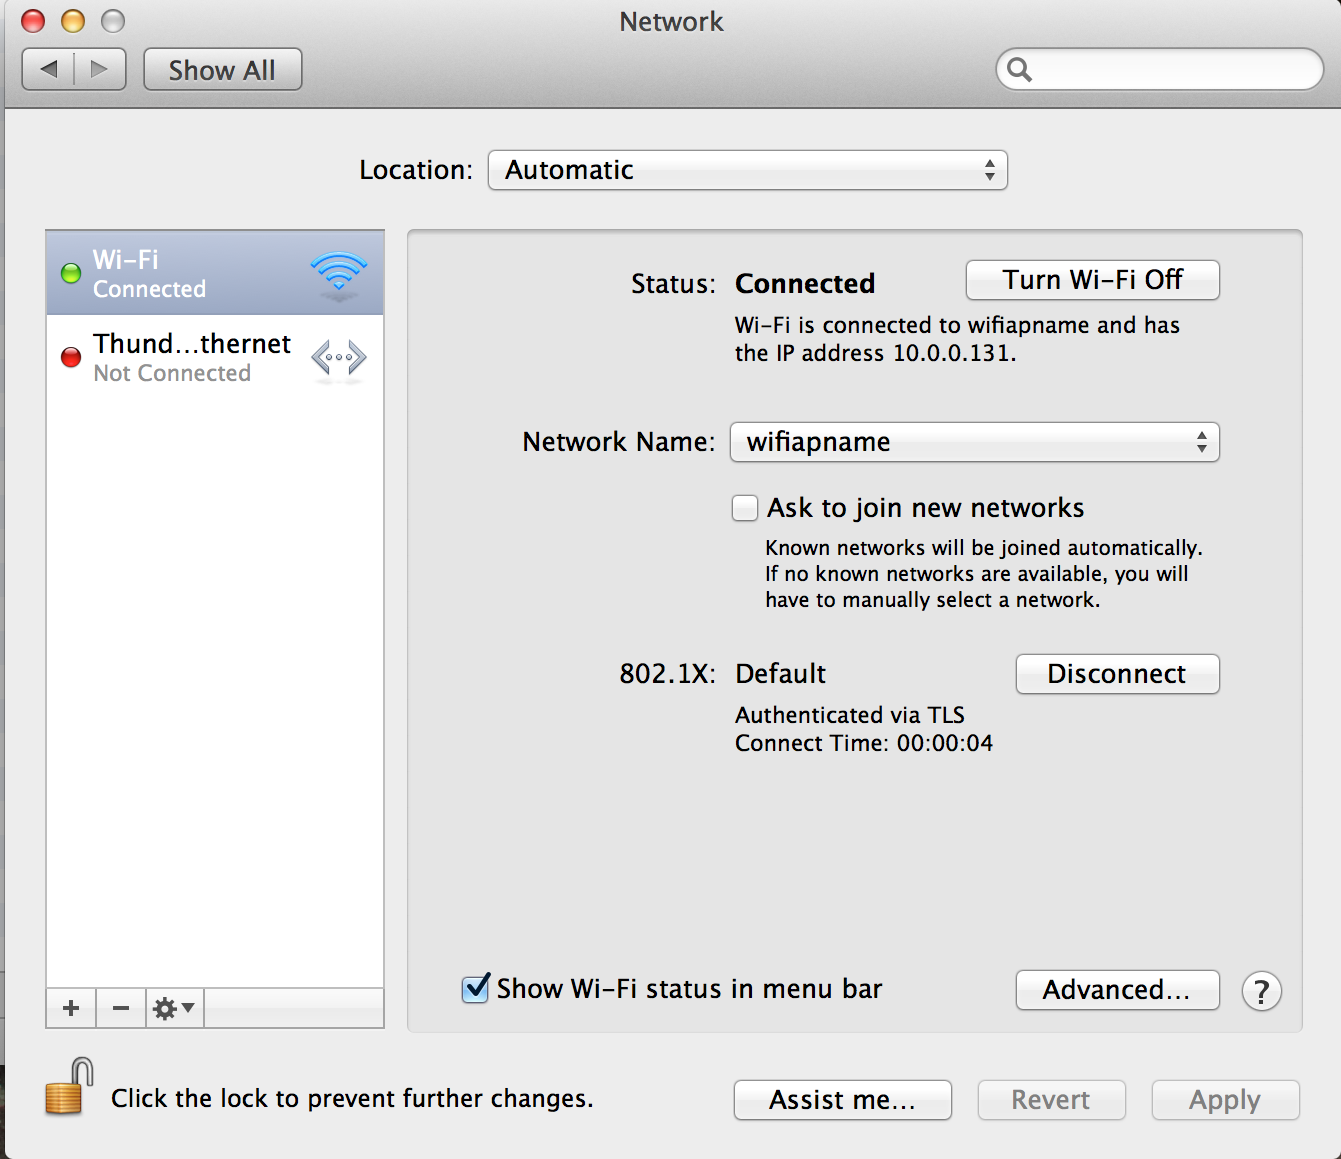 Network
Show All
Location: Automatic
Wi-Fi
Connected
Thund...thernet
Not Connected
Status: Connected Turn Wi-Fi Off
Wi-Fi is connected to wifiapname and has
the IP address 10.0.0.131.
Network Name: wifiapname
Ask to join new networks
Known networks will be joined automatically.
If no known networks are available, you will
have to manually select a network.
802.1X: Default Disconnect
Authenticated via TLS
Connect Time: 00:00:04
Show Wi-Fi status in menu bar Advanced... ?
Click the lock to prevent further changes.
Assist me... Revert Apply